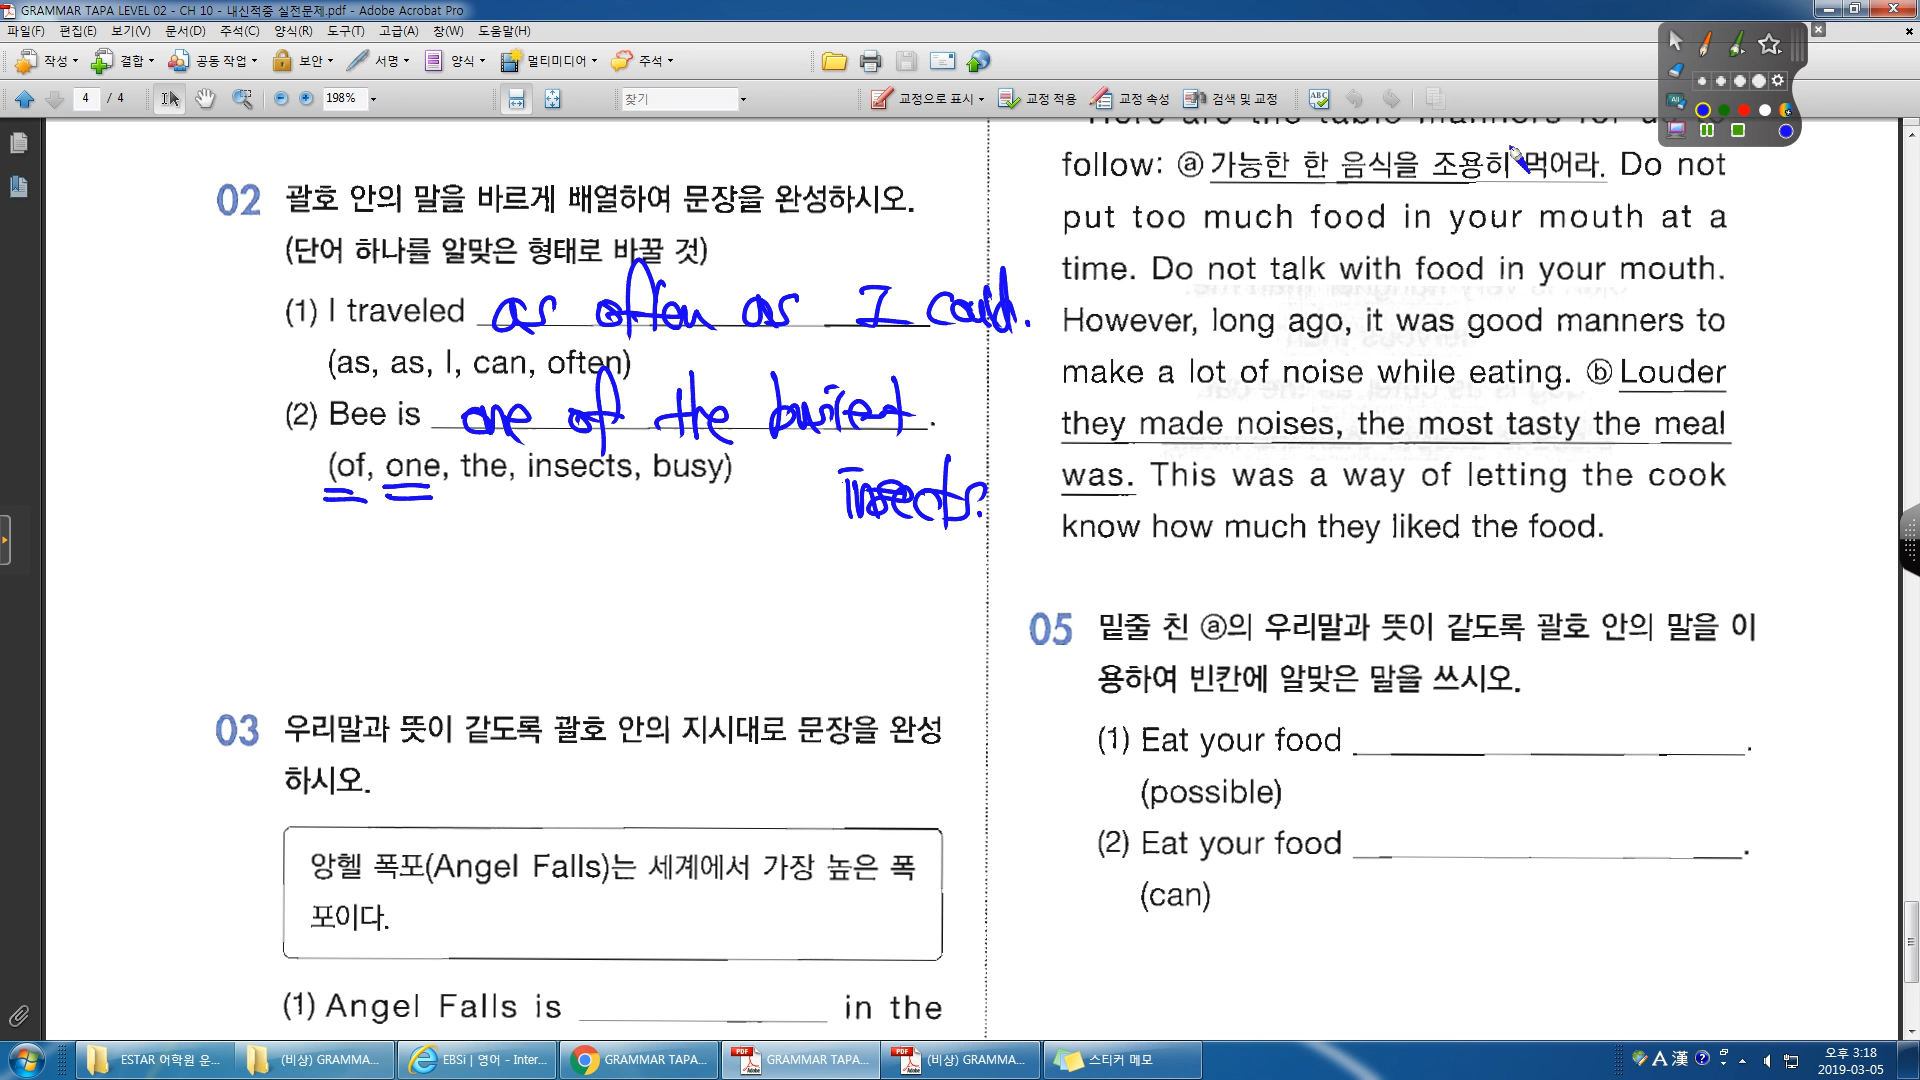 GRAMMAR TAPA LEVEL 02 - CH 10 - 내신적중 실전문제.pdf - Adobe Acrobat Pro
파일(F) 편집(E) 보기(V) 문서(D) 주석(C) 양식(R) 도구(T) 고급(A) 창(W) 도움말(H)
작성 결합 공동 작업 보안 서명 양식 멀티미디어 주석
4 / 4 198% 찾기 교정으로 표시 교정 적용 교정 속성 검색 및 교정
02 괄호 안의 말을 바르게 배열하여 문장을 완성하시오.
(단어 하나를 알맞은 형태로 바꿀 것)
(1) I traveled as often as I could.
(as, as, I, can, often)
(2) Bee is one of the busiest .
(of, one, the, insects, busy)
insects.
03 우리말과 뜻이 같도록 괄호 안의 지시대로 문장을 완성
하시오.
앙헬 폭포(Angel Falls)는 세계에서 가장 높은 폭
포이다.
(1) Angel Falls is ____ in the
Here are the table manners for us to
follow: ⓐ 가능한 한 음식을 조용히 먹어라. Do not
put too much food in your mouth at a
time. Do not talk with food in your mouth.
However, long ago, it was good manners to
make a lot of noise while eating. ⓑ Louder
they made noises, the most tasty the meal
was. This was a way of letting the cook
know how much they liked the food.
05 밑줄 친 ⓐ의 우리말과 뜻이 같도록 괄호 안의 말을 이
용하여 빈칸에 알맞은 말을 쓰시오.
(1) Eat your food ____.
(possible)
(2) Eat your food ____.
(can)
ESTAR 어학원 운... (비상) GRAMMA... EBSi | 영어 - Inter... GRAMMAR TAPA... GRAMMAR TAPA... (비상) GRAMMA... 스티커 메모
A 漢
오후 3:18
2019-03-05